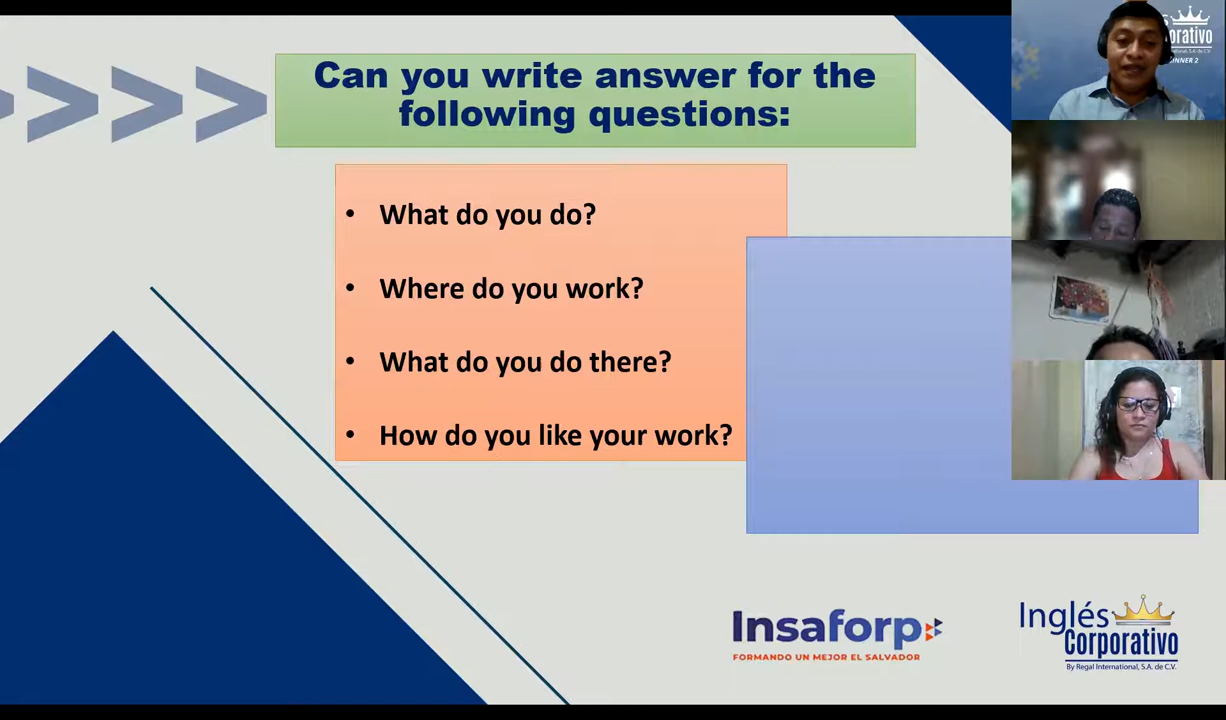 Can you write answer for the
following questions:
• What do you do?
• Where do you work?
• What do you do there?
• How do you like your work?
Insaforp
FORMANDO UN MEJOR EL SALVADOR
Inglés
Corporativo
By Regal International, S.A. de C.V.